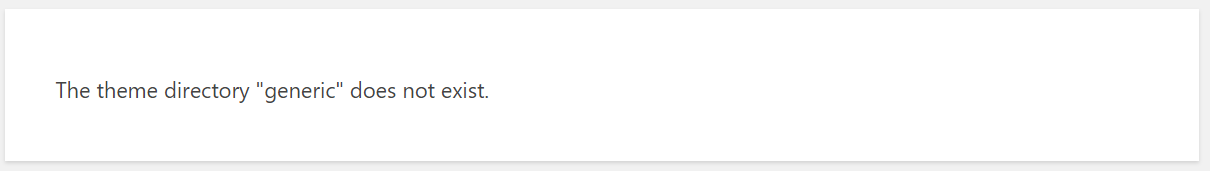 The theme directory "generic" does not exist.